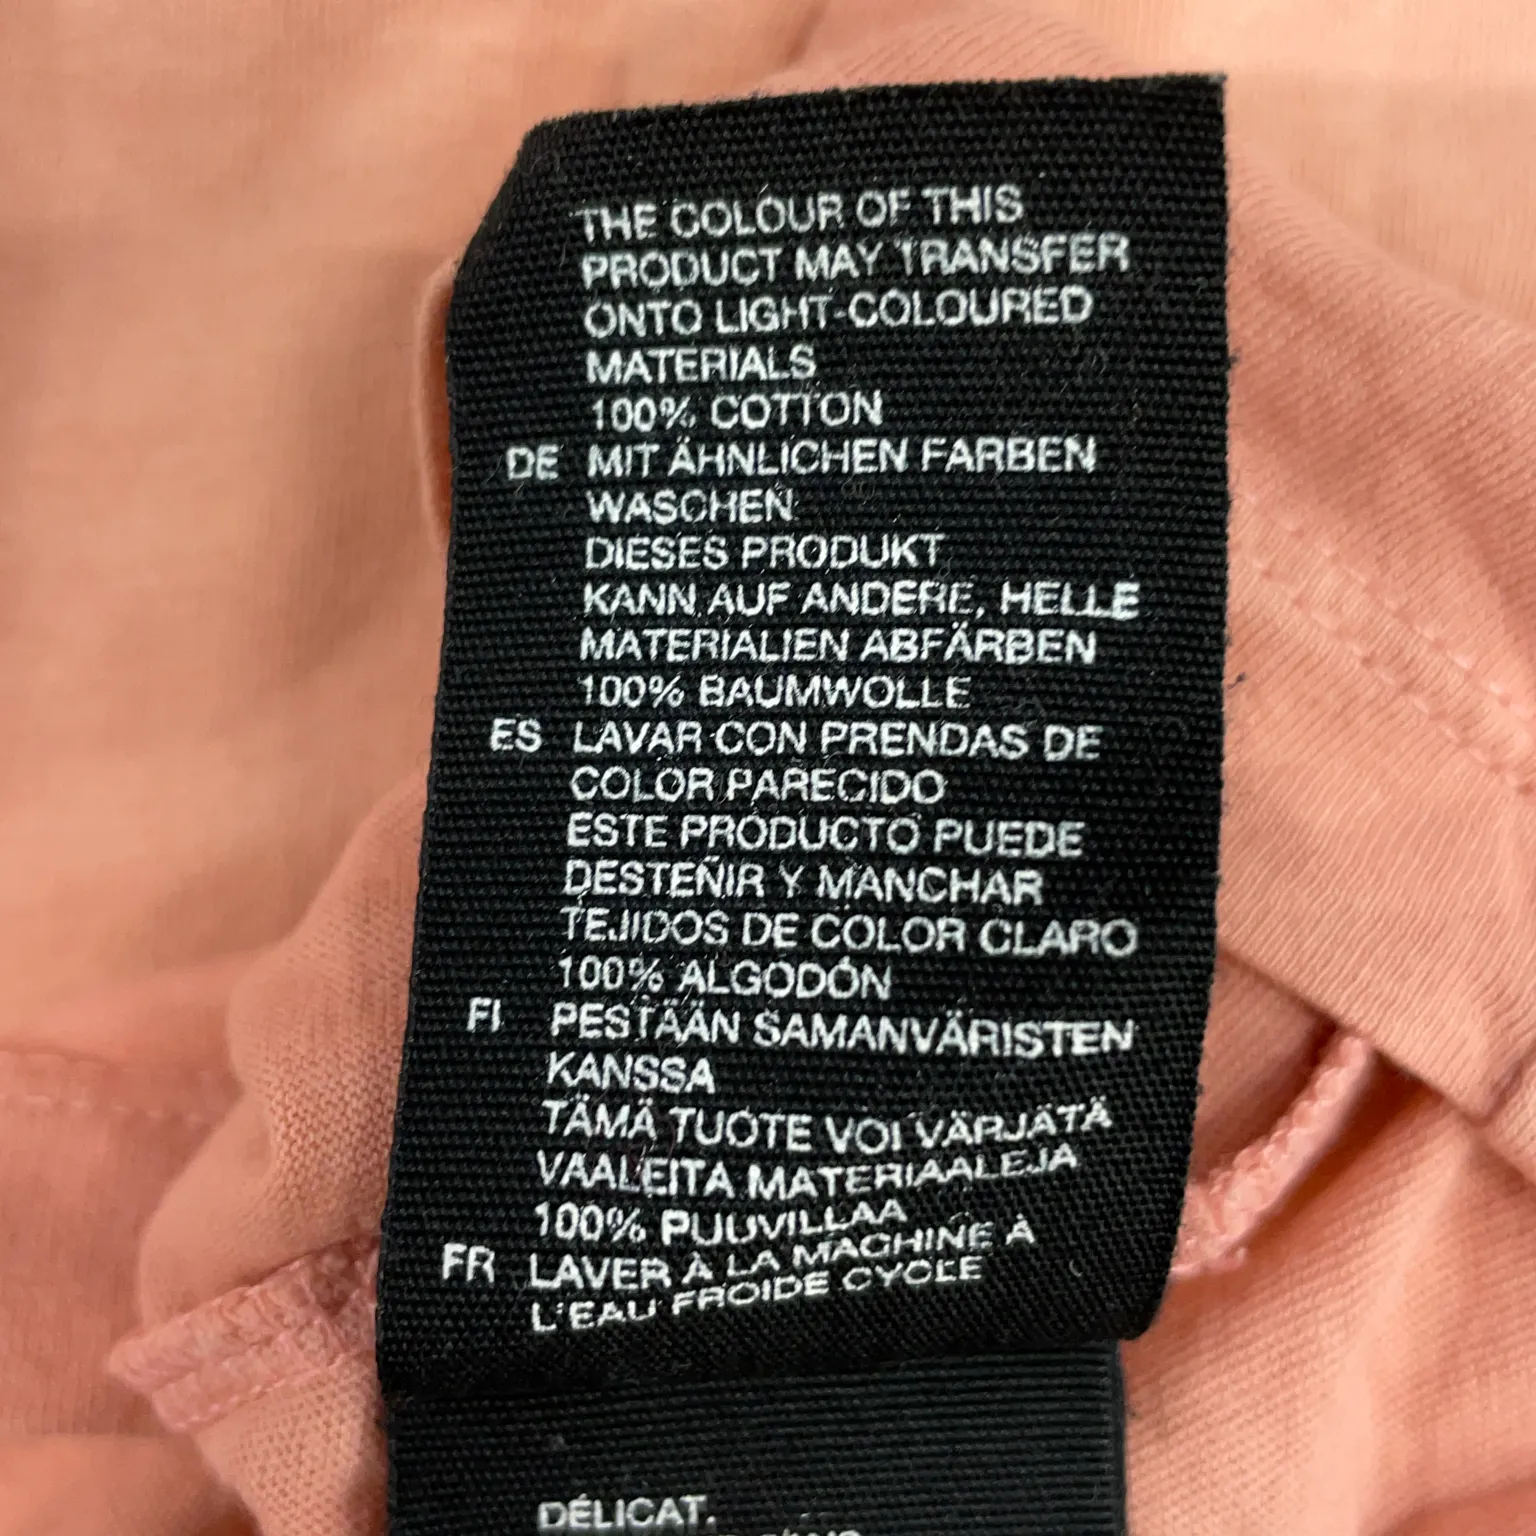 THE COLOUR OF THIS
PRODUCT MAY TRANSFER
ONTO LIGHT-COLOURED
MATERIALS
100% COTTON
DE MIT ÄHNLICHEN FARBEN
WASCHEN
DIESES PRODUKT
KANN AUF ANDERE, HELLE
MATERIALIEN ABFÄRBEN
100% BAUMWOLLE
ES LAVAR CON PRENDAS DE
COLOR PARECIDO
ESTE PRODUCTO PUEDE
DESTEÑIR Y MANCHAR
TEJIDOS DE COLOR CLARO
100% ALGODÓN
FI PESTÄÄN SAMANVÄRISTEN
KANSSA
TÄMÄ TUOTE VOI VÄRJÄTÄ
VAALEITA MATERIAALEJA
100% PUUVILLAA
FR LAVER À LA MACHINE À
L'EAU FROIDE CYCLE
DÉLICAT.